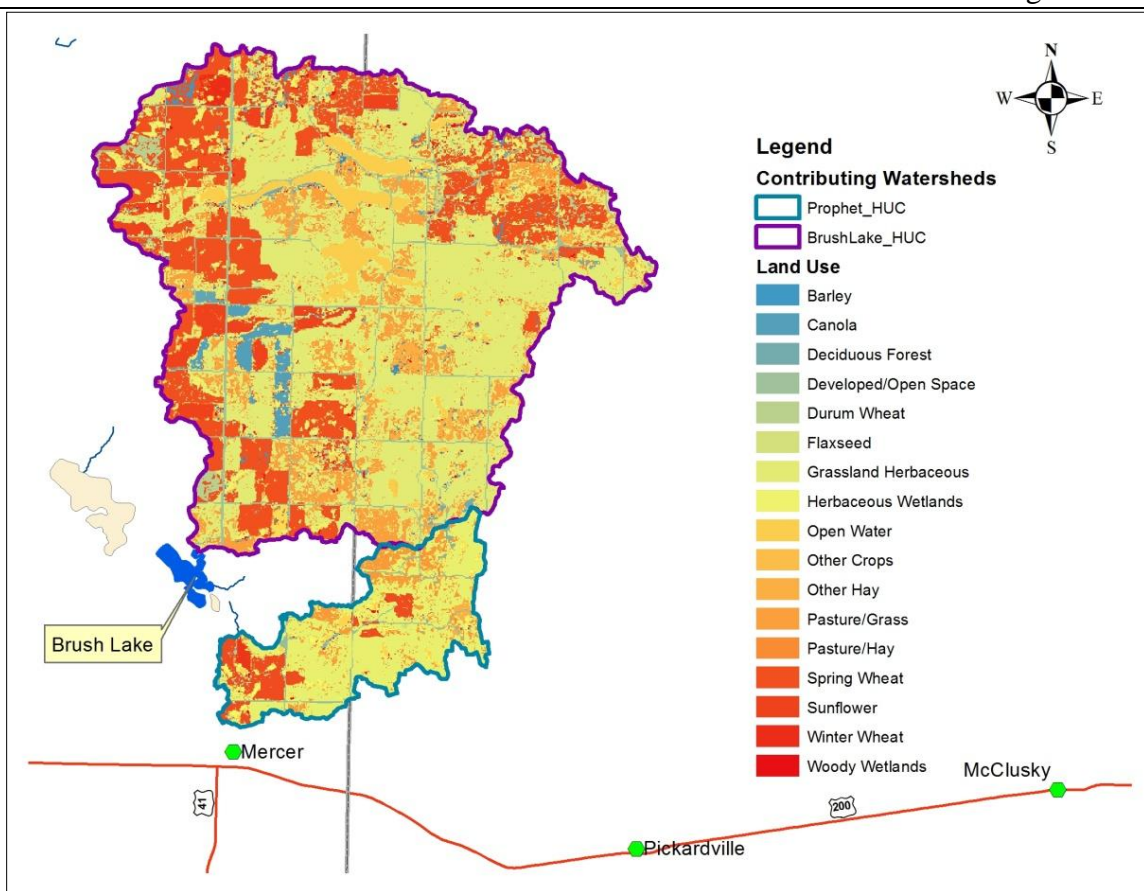 N
W
E
S
Legend
Contributing Watersheds
Prophet_HUC
BrushLake_HUC
Land Use
Barley
Canola
Deciduous Forest
Developed/Open Space
Durum Wheat
Flaxseed
Grassland Herbaceous
Herbaceous Wetlands
Open Water
Other Crops
Other Hay
Pasture/Grass
Pasture/Hay
Spring Wheat
Sunflower
Winter Wheat
Woody Wetlands
Brush Lake
Mercer
McClusky
41
200
Pickardville